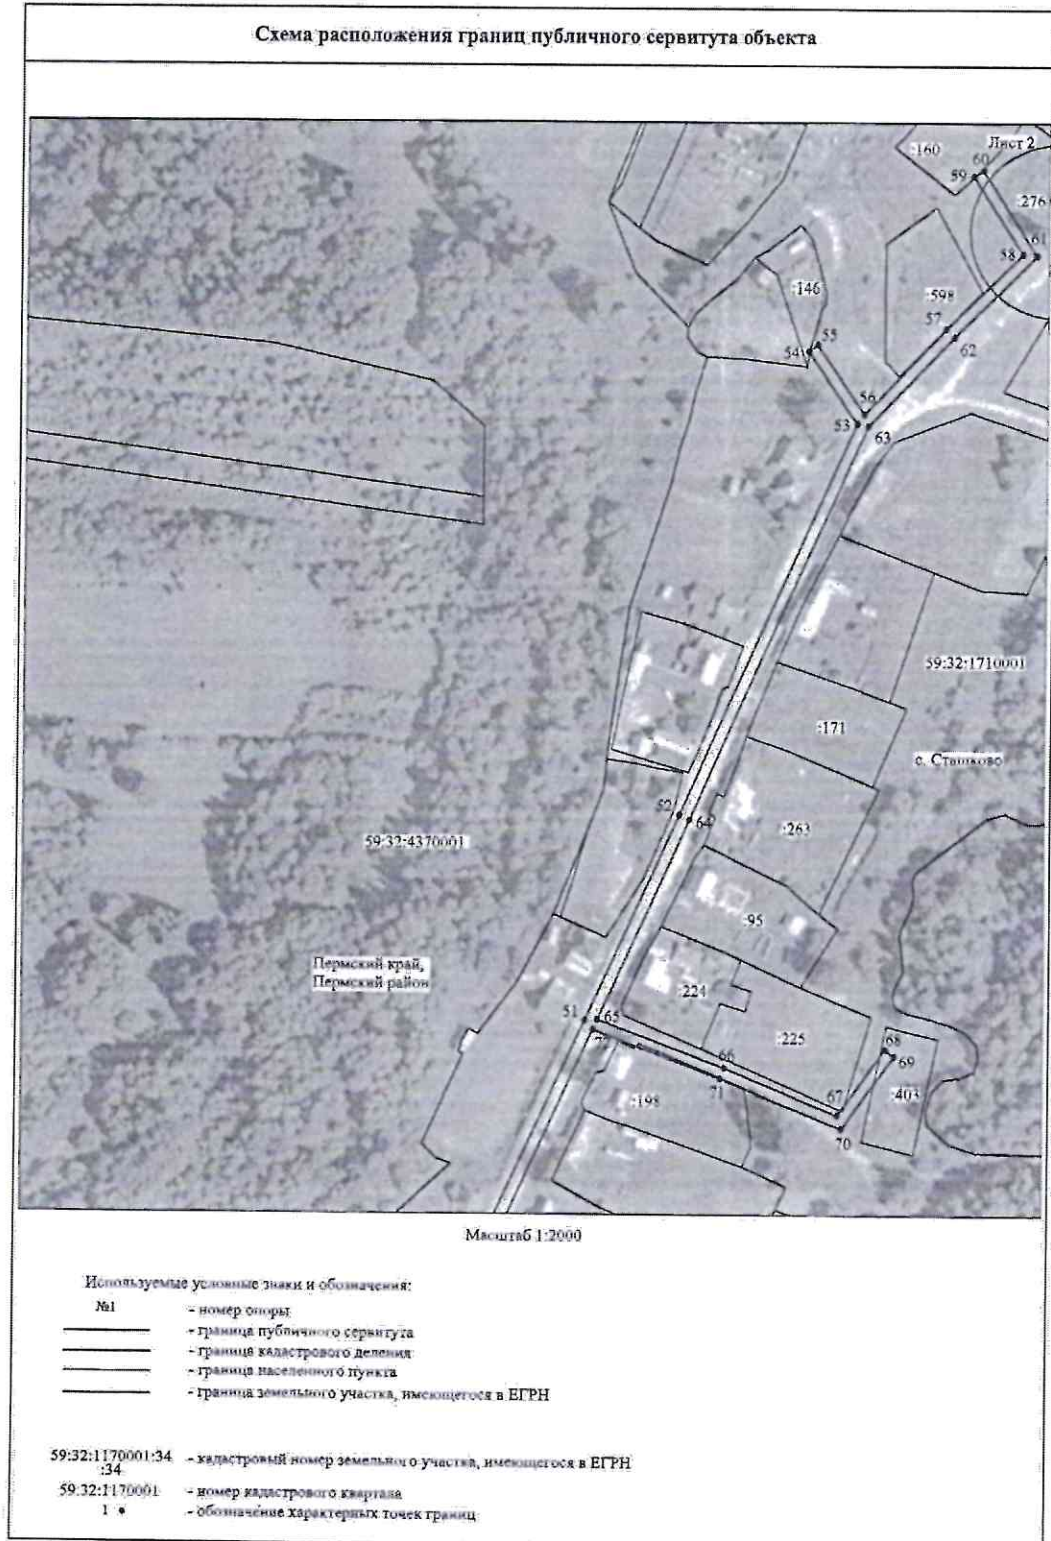 Схема расположения границ публичного сервитута объекта
Лист 2
:160
60
59
:276
58
61
:146
:598
57
62
55
54
56
53
63
59:32:1710001
:171
с. Сташково
52
64
:263
59:32:4370001
:95
Пермский край,
Пермский район
:224
51
65
:225
68
69
66
71
67
:198
:403
70
Масштаб 1:2000
Используемые условные знаки и обозначения:
№1 - номер опоры
- граница публичного сервитута
- граница кадастрового деления
- граница населенного пункта
- граница земельного участка, имеющегося в ЕГРН
59:32:1170001:34 - кадастровый номер земельного участка, имеющегося в ЕГРН
:34
59:32:1170001 - номер кадастрового квартала
1 • - обозначение характерных точек границ